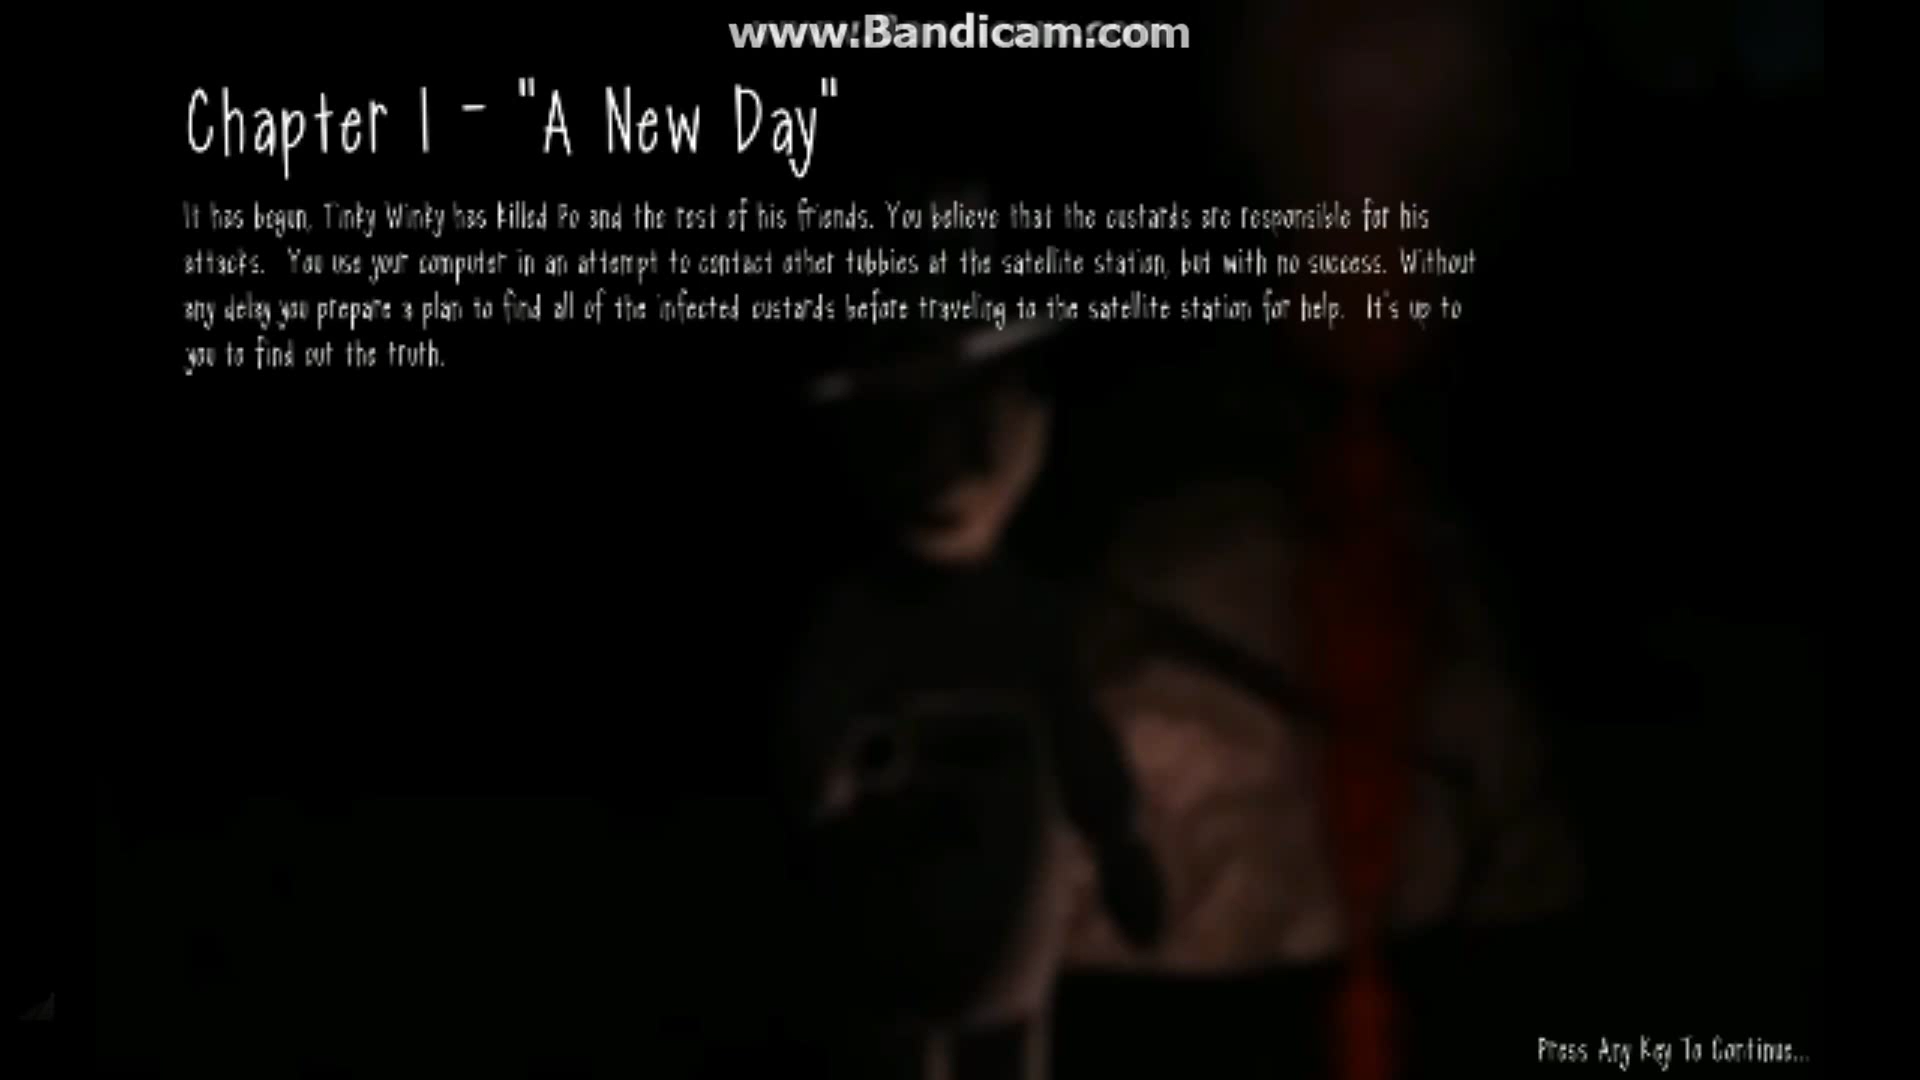 www.Bandicam.com
Chapter 1 - "A New Day"
It has begun, Tinky Winky has killed Po and the rest of his friends. You believe that the custards are responsible for his
attacks. You use your computer in an attempt to contact other tubbies at the satellite station, but with no success. Without
any delay you prepare a plan to find all of the infected custards before traveling to the satellite station for help. It's up to
you to find out the truth.
Press Any Key To Continue...